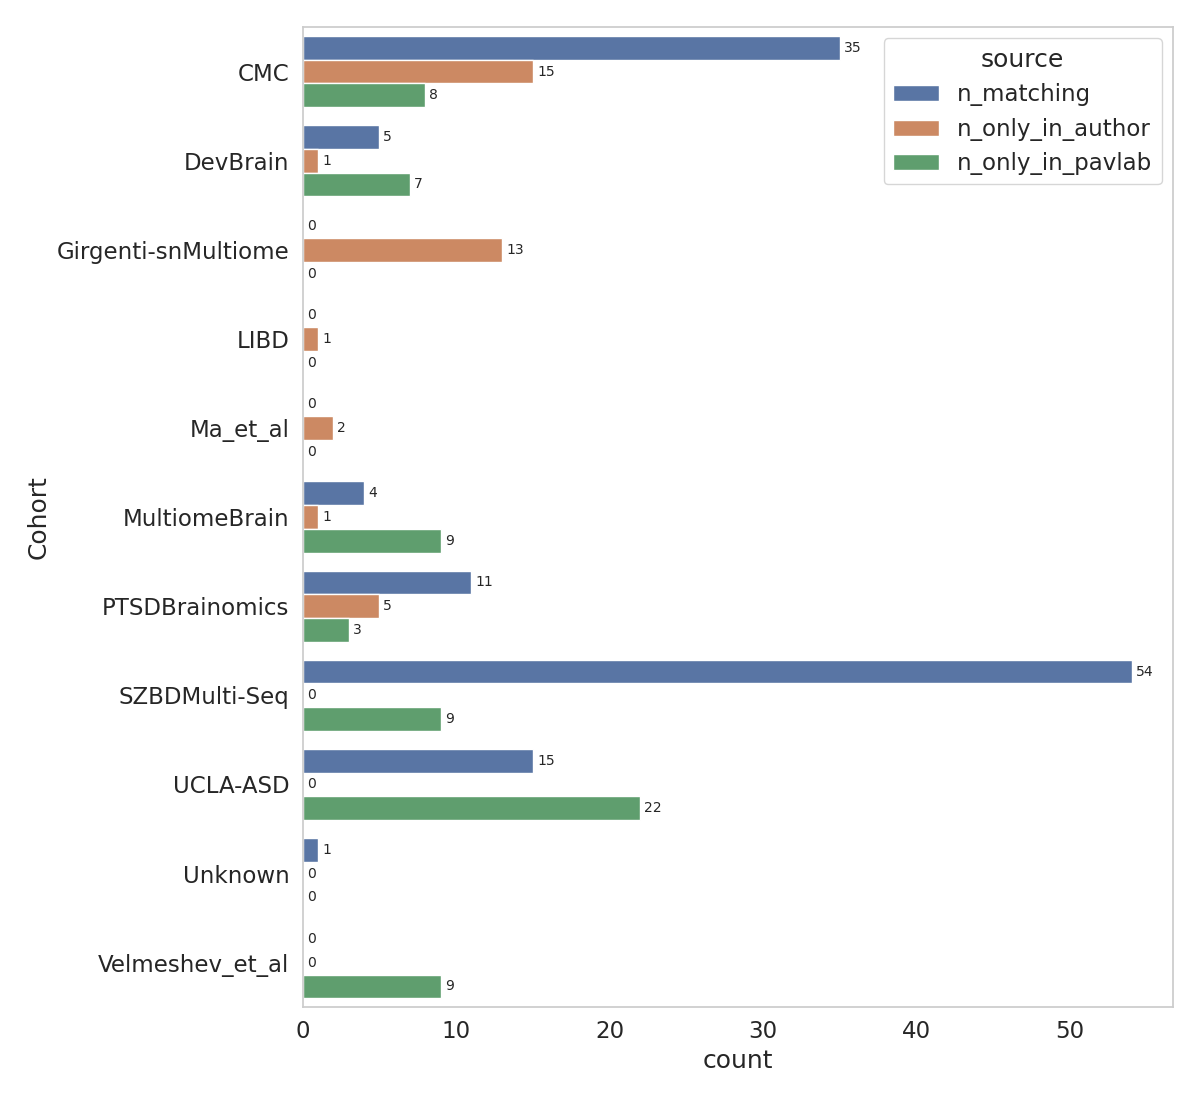 source
n_matching
n_only_in_author
n_only_in_pavlab
CMC
35
15
8
DevBrain
5
1
7
Girgenti-snMultiome
0
13
0
LIBD
0
1
0
Ma_et_al
0
2
0
MultiomeBrain
4
1
9
PTSDBrainomics
11
5
3
SZBDMulti-Seq
54
0
9
UCLA-ASD
15
0
22
Unknown
1
0
0
Velmeshev_et_al
0
0
9
Cohort
0 10 20 30 40 50
count